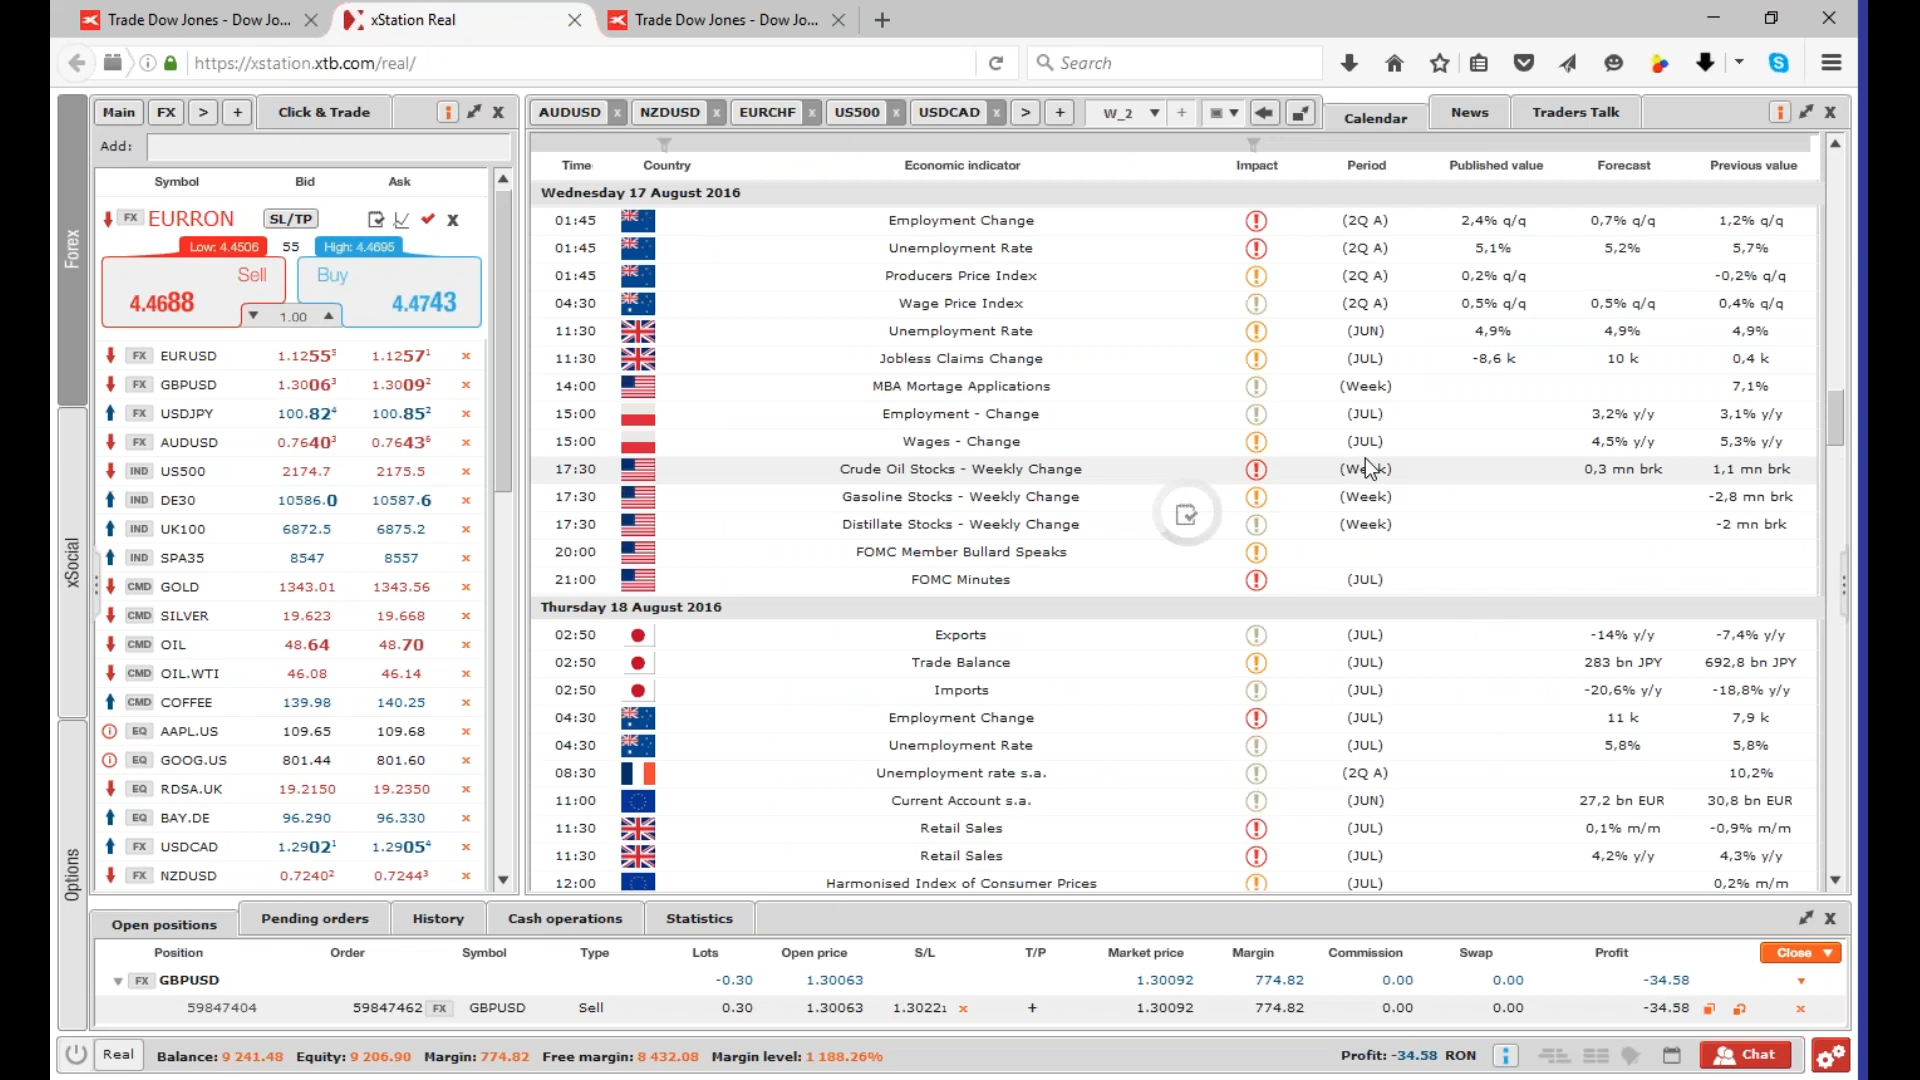 Trade Dow Jones - Dow Jo...
xStation Real
Trade Dow Jones - Dow Jo...
https://xstation.xtb.com/real/
Search
Main FX > + Click & Trade
AUDUSD x NZDUSD x EURCHF x US500 x USDCAD x > + W_2 +
Calendar News Traders Talk
Forex
xSocial
Options
Add:
Symbol Bid Ask
FX EURRON SL/TP
Low: 4.4506 55 High: 4.4695
Sell Buy
4.4688 4.4743
1.00
FX EURUSD 1.1255⁵ 1.1257¹
FX GBPUSD 1.3006³ 1.3009²
FX USDJPY 100.82⁴ 100.85²
FX AUDUSD 0.7640³ 0.7643⁶
IND US500 2174.7 2175.5
IND DE30 10586.0 10587.6
IND UK100 6872.5 6875.2
IND SPA35 8547 8557
CMD GOLD 1343.01 1343.56
CMD SILVER 19.623 19.668
CMD OIL 48.64 48.70
CMD OIL.WTI 46.08 46.14
CMD COFFEE 139.98 140.25
EQ AAPL.US 109.65 109.68
EQ GOOG.US 801.44 801.60
EQ RDSA.UK 19.2150 19.2350
EQ BAY.DE 96.290 96.330
FX USDCAD 1.2902¹ 1.2905⁴
FX NZDUSD 0.7240² 0.7244³
Time Country Economic indicator Impact Period Published value Forecast Previous value
Wednesday 17 August 2016
01:45 Employment Change (2Q A) 2,4% q/q 0,7% q/q 1,2% q/q
01:45 Unemployment Rate (2Q A) 5,1% 5,2% 5,7%
01:45 Producers Price Index (2Q A) 0,2% q/q -0,2% q/q
04:30 Wage Price Index (2Q A) 0,5% q/q 0,5% q/q 0,4% q/q
11:30 Unemployment Rate (JUN) 4,9% 4,9% 4,9%
11:30 Jobless Claims Change (JUL) -8,6 k 10 k 0,4 k
14:00 MBA Mortage Applications (Week) 7,1%
15:00 Employment - Change (JUL) 3,2% y/y 3,1% y/y
15:00 Wages - Change (JUL) 4,5% y/y 5,3% y/y
17:30 Crude Oil Stocks - Weekly Change (Week) 0,3 mn brk 1,1 mn brk
17:30 Gasoline Stocks - Weekly Change (Week) -2,8 mn brk
17:30 Distillate Stocks - Weekly Change (Week) -2 mn brk
20:00 FOMC Member Bullard Speaks
21:00 FOMC Minutes (JUL)
Thursday 18 August 2016
02:50 Exports (JUL) -14% y/y -7,4% y/y
02:50 Trade Balance (JUL) 283 bn JPY 692,8 bn JPY
02:50 Imports (JUL) -20,6% y/y -18,8% y/y
04:30 Employment Change (JUL) 11 k 7,9 k
04:30 Unemployment Rate (JUL) 5,8% 5,8%
08:30 Unemployment rate s.a. (2Q A) 10,2%
11:00 Current Account s.a. (JUN) 27,2 bn EUR 30,8 bn EUR
11:30 Retail Sales (JUL) 0,1% m/m -0,9% m/m
11:30 Retail Sales (JUL) 4,2% y/y 4,3% y/y
12:00 Harmonised Index of Consumer Prices (JUL) 0,2% m/m
Open positions Pending orders History Cash operations Statistics
Position Order Symbol Type Lots Open price S/L T/P Market price Margin Commission Swap Profit Close
FX GBPUSD -0.30 1.30063 1.30092 774.82 0.00 0.00 -34.58
59847404 59847462 FX GBPUSD Sell 0.30 1.30063 1.30221 x + 1.30092 774.82 0.00 0.00 -34.58
Real Balance: 9 241.48 Equity: 9 206.90 Margin: 774.82 Free margin: 8 432.08 Margin level: 1 188.26% Profit: -34.58 RON Chat